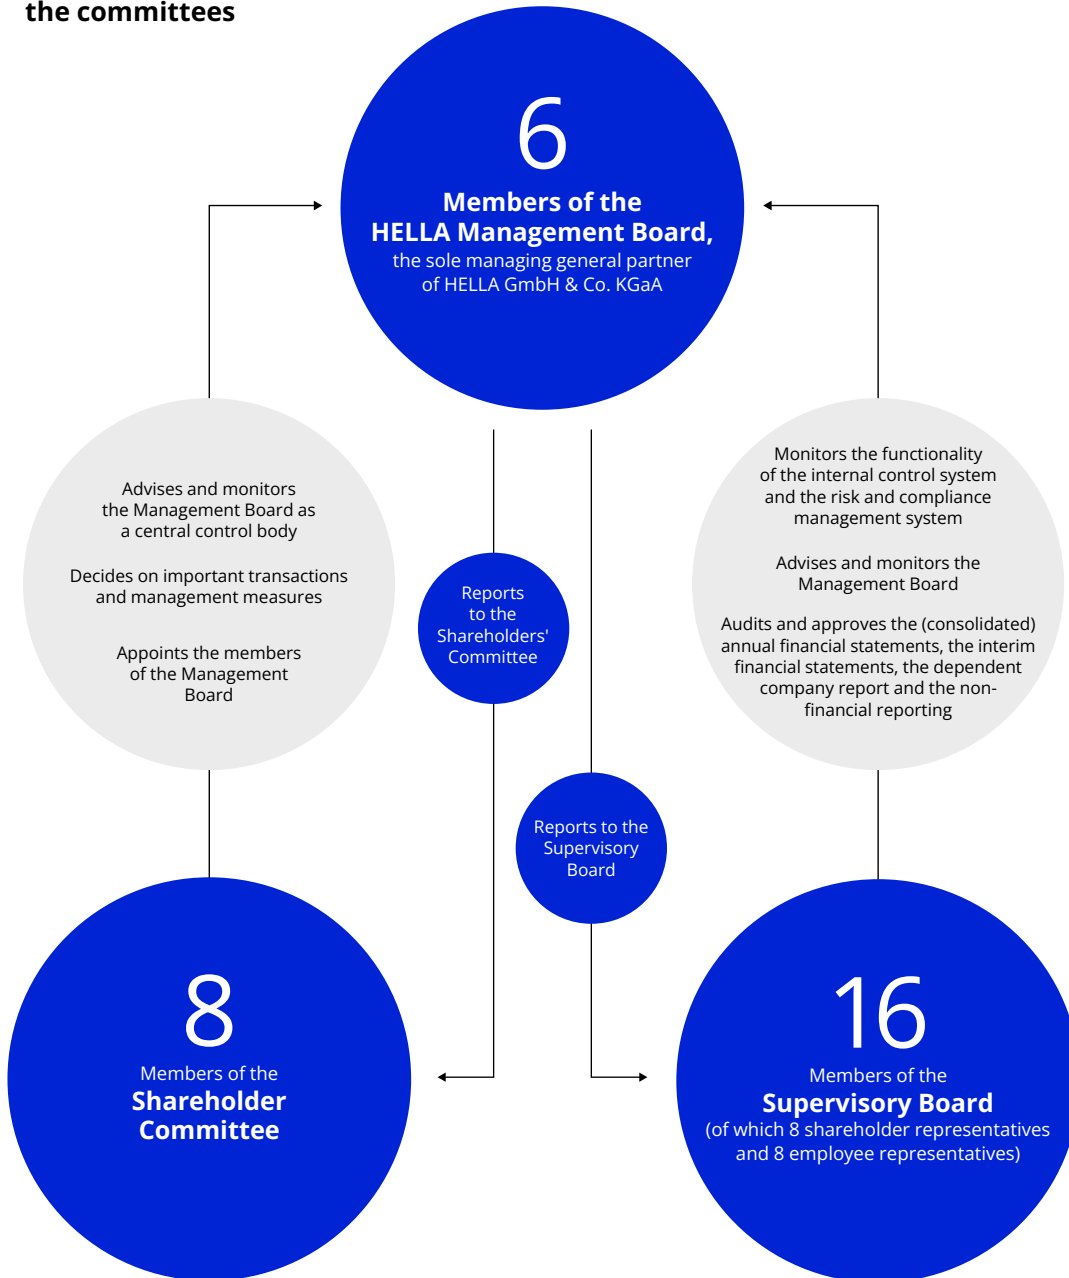 the committees
6
Members of the
HELLA Management Board,
the sole managing general partner
of HELLA GmbH & Co. KGaA
Advises and monitors
the Management Board as
a central control body
Decides on important transactions
and management measures
Appoints the members
of the Management
Board
Reports
to the
Shareholders'
Committee
Reports to the
Supervisory
Board
Monitors the functionality
of the internal control system
and the risk and compliance
management system
Advises and monitors the
Management Board
Audits and approves the (consolidated)
annual financial statements, the interim
financial statements, the dependent
company report and the non-
financial reporting
8
Members of the
Shareholder
Committee
16
Members of the
Supervisory Board
(of which 8 shareholder representatives
and 8 employee representatives)